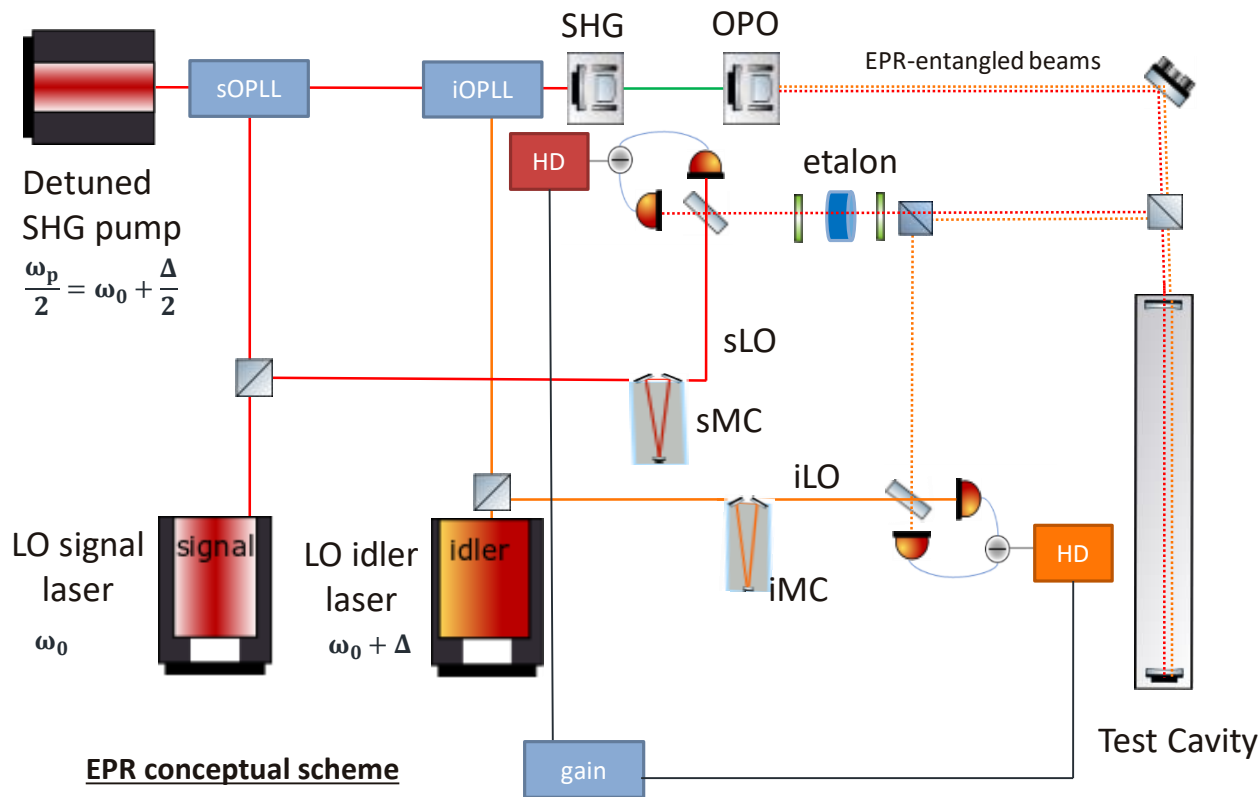 SHG
OPO
sOPLL
iOPLL
EPR-entangled beams
HD
etalon
Detuned
SHG pump
ωp/2 = ω0 + Δ/2
sLO
sMC
iLO
LO signal
laser
ω0
signal
LO idler
laser
ω0 + Δ
idler
iMC
HD
Test Cavity
EPR conceptual scheme
gain